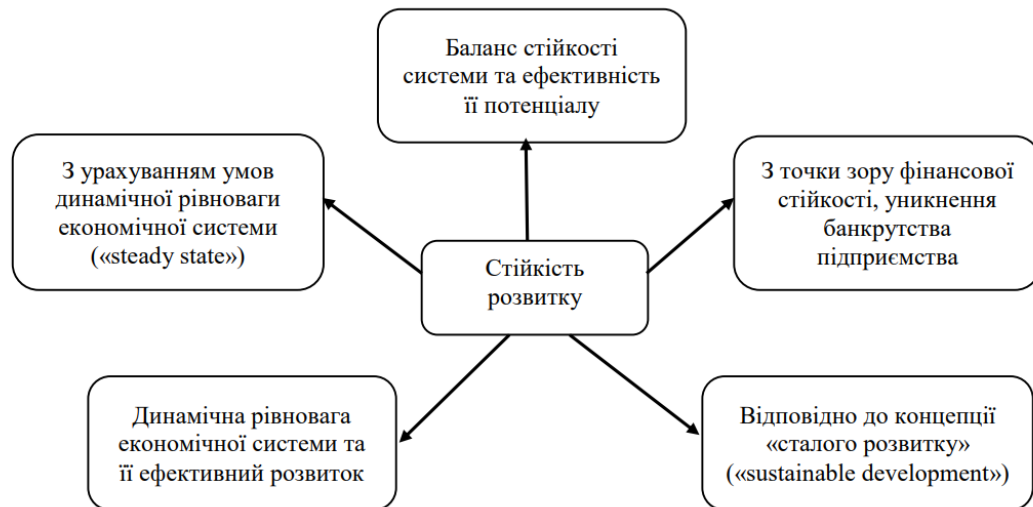 Баланс стійкості
системи та ефективність
її потенціалу
З урахуванням умов
динамічної рівноваги
економічної системи
(«steady state»)
З точки зору фінансової
стійкості, уникнення
банкрутства
підприємства
Стійкість
розвитку
Динамічна рівновага
економічної системи та
її ефективний розвиток
Відповідно до концепції
«сталого розвитку»
(«sustainable development»)